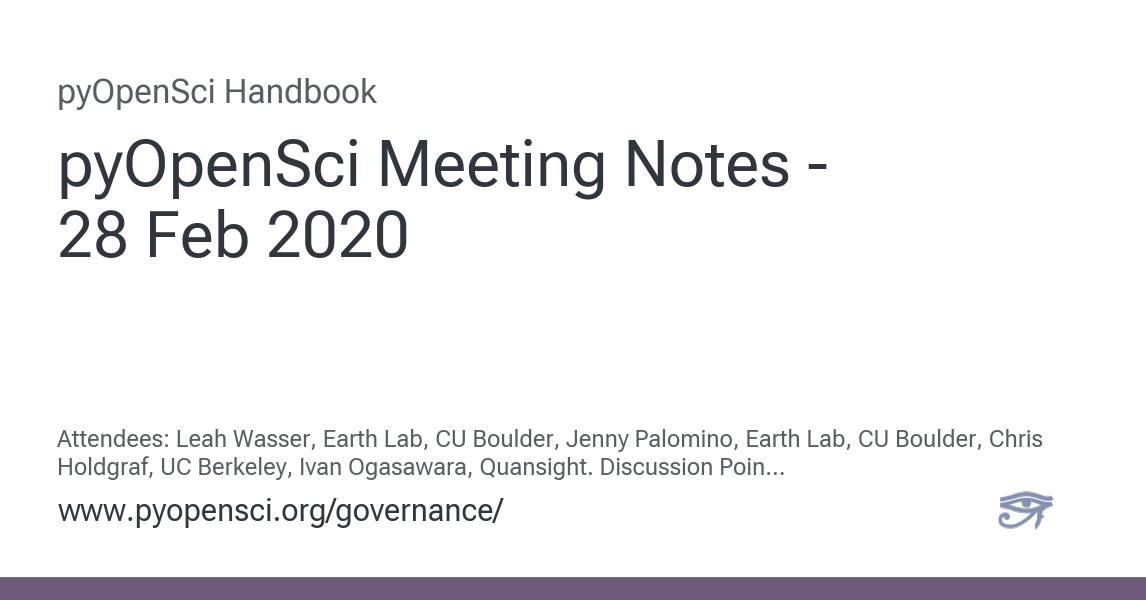 pyOpenSci Handbook
pyOpenSci Meeting Notes -
28 Feb 2020
Attendees: Leah Wasser, Earth Lab, CU Boulder, Jenny Palomino, Earth Lab, CU Boulder, Chris
Holdgraf, UC Berkeley, Ivan Ogasawara, Quansight. Discussion Poin...
www.pyopensci.org/governance/